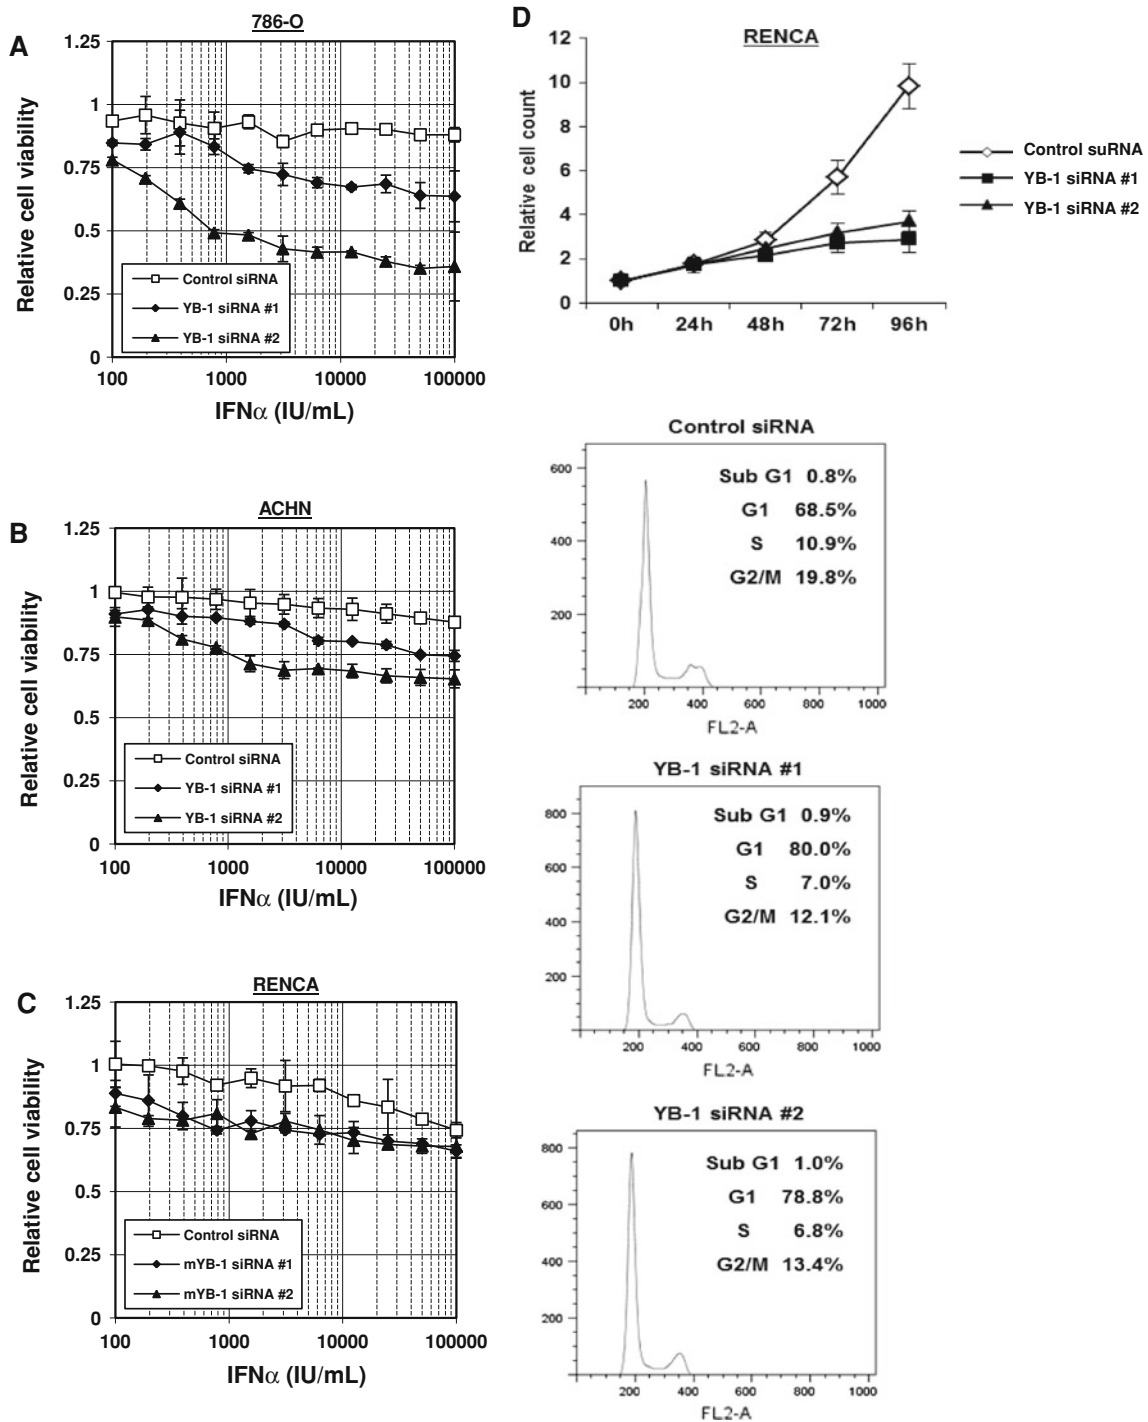 A
786-O
1.25
1
0.75
0.5
0.25
0
Relative cell viability
Control siRNA
YB-1 siRNA #1
YB-1 siRNA #2
100 1000 10000 100000
IFNα (IU/mL)
B
ACHN
1.25
1
0.75
0.5
0.25
0
Relative cell viability
Control siRNA
YB-1 siRNA #1
YB-1 siRNA #2
100 1000 10000 100000
IFNα (IU/mL)
C
RENCA
1.25
1
0.75
0.5
0.25
0
Relative cell viability
Control siRNA
mYB-1 siRNA #1
mYB-1 siRNA #2
100 1000 10000 100000
IFNα (IU/mL)
D
RENCA
12
10
8
6
4
2
0
Relative cell count
0h 24h 48h 72h 96h
Control suRNA
YB-1 siRNA #1
YB-1 siRNA #2
Control siRNA
600
400
200
Sub G1 0.8%
G1 68.5%
S 10.9%
G2/M 19.8%
200 400 600 800 1000
FL2-A
YB-1 siRNA #1
800
600
400
200
Sub G1 0.9%
G1 80.0%
S 7.0%
G2/M 12.1%
200 400 600 800 1000
FL2-A
YB-1 siRNA #2
800
600
400
200
Sub G1 1.0%
G1 78.8%
S 6.8%
G2/M 13.4%
200 400 600 800 1000
FL2-A